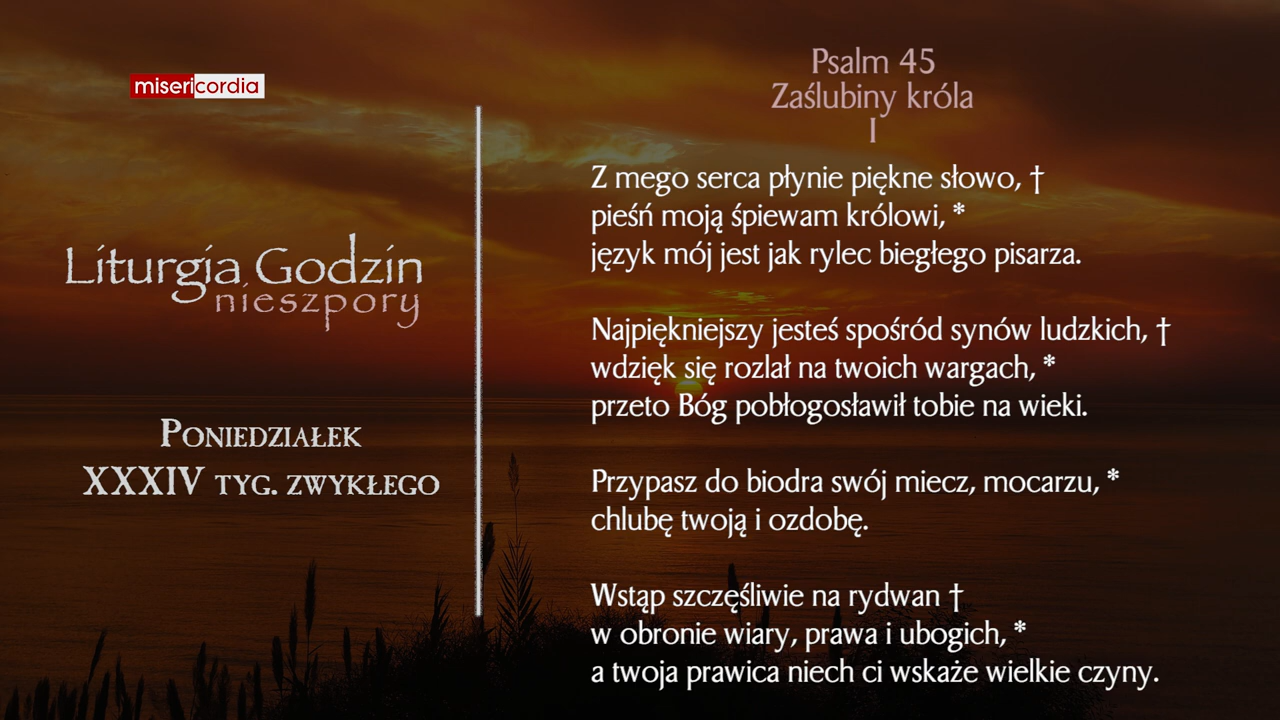 misericordia
Liturgia Godzin
nieszpory
Poniedziałek
XXXIV tyg. zwykłego
Psalm 45
Zaślubiny króla
I
Z mego serca płynie piękne słowo, †
pieśń moją śpiewam królowi, *
język mój jest jak rylec biegłego pisarza.
Najpiękniejszy jesteś spośród synów ludzkich, †
wdzięk się rozlał na twoich wargach, *
przeto Bóg pobłogosławił tobie na wieki.
Przypasz do biodra swój miecz, mocarzu, *
chlubę twoją i ozdobę.
Wstąp szczęśliwie na rydwan †
w obronie wiary, prawa i ubogich, *
a twoja prawica niech ci wskaże wielkie czyny.